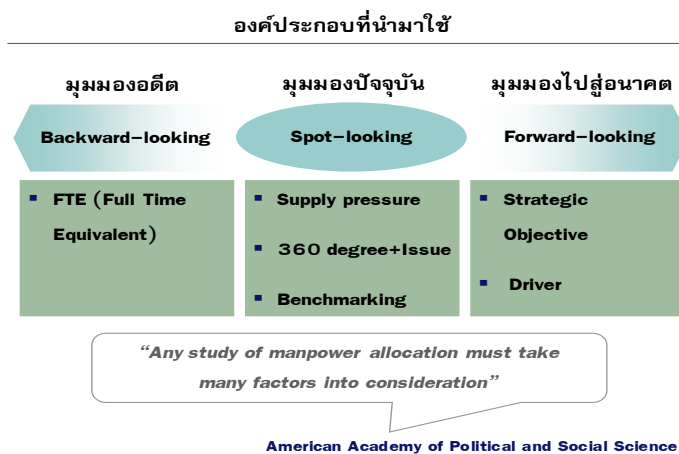 องค์ประกอบที่นำมาใช้
มุมมองอดีต
มุมมองปัจจุบัน
มุมมองไปสู่อนาคต
Backward-looking
Spot-looking
Forward-looking
▪ FTE (Full Time
Equivalent)
▪ Supply pressure
▪ 360 degree+Issue
▪ Benchmarking
▪ Strategic
Objective
▪ Driver
“Any study of manpower allocation must take
many factors into consideration”
American Academy of Political and Social Science